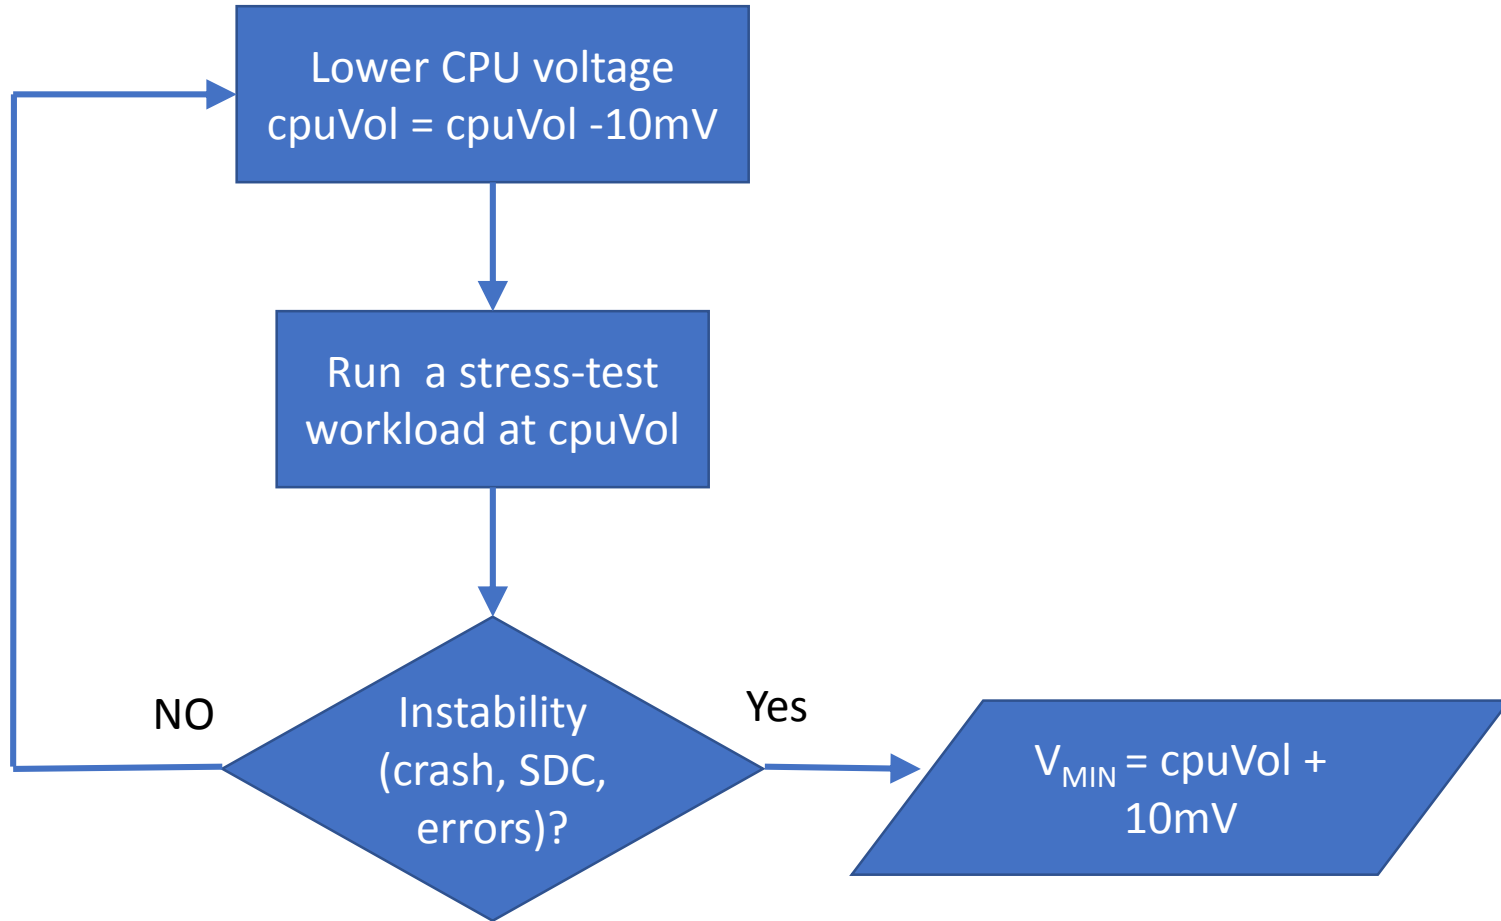 Lower CPU voltage
cpuVol = cpuVol -10mV
Run  a stress-test
workload at cpuVol
NO
Instability
(crash, SDC,
errors)?
Yes
VMIN = cpuVol +
10mV